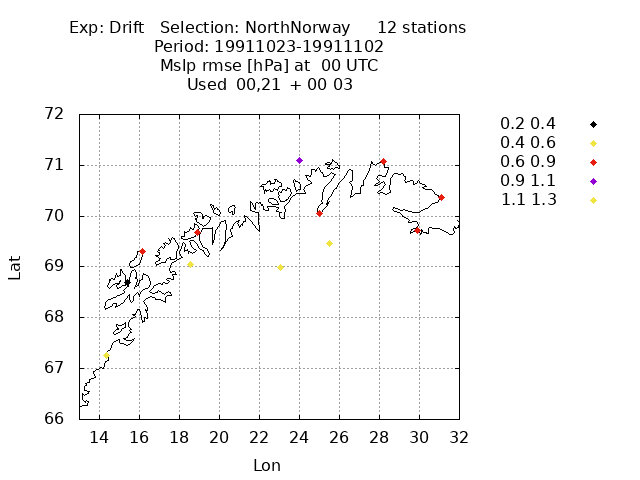 Exp: Drift   Selection: NorthNorway     12 stations
Period: 19911023-19911102
Mslp rmse [hPa] at  00 UTC
Used  00,21  + 00 03
72
71
70
69
68
67
66
Lat
14 16 18 20 22 24 26 28 30 32
Lon
0.2 0.4
0.4 0.6
0.6 0.9
0.9 1.1
1.1 1.3